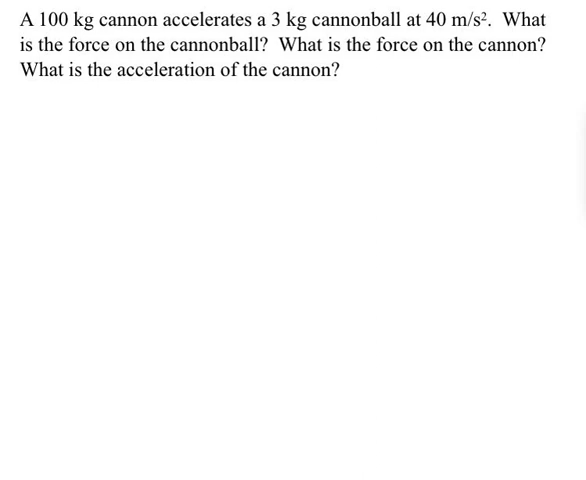 A 100 kg cannon accelerates a 3 kg cannonball at 40 m/s².  What
is the force on the cannonball?  What is the force on the cannon?
What is the acceleration of the cannon?